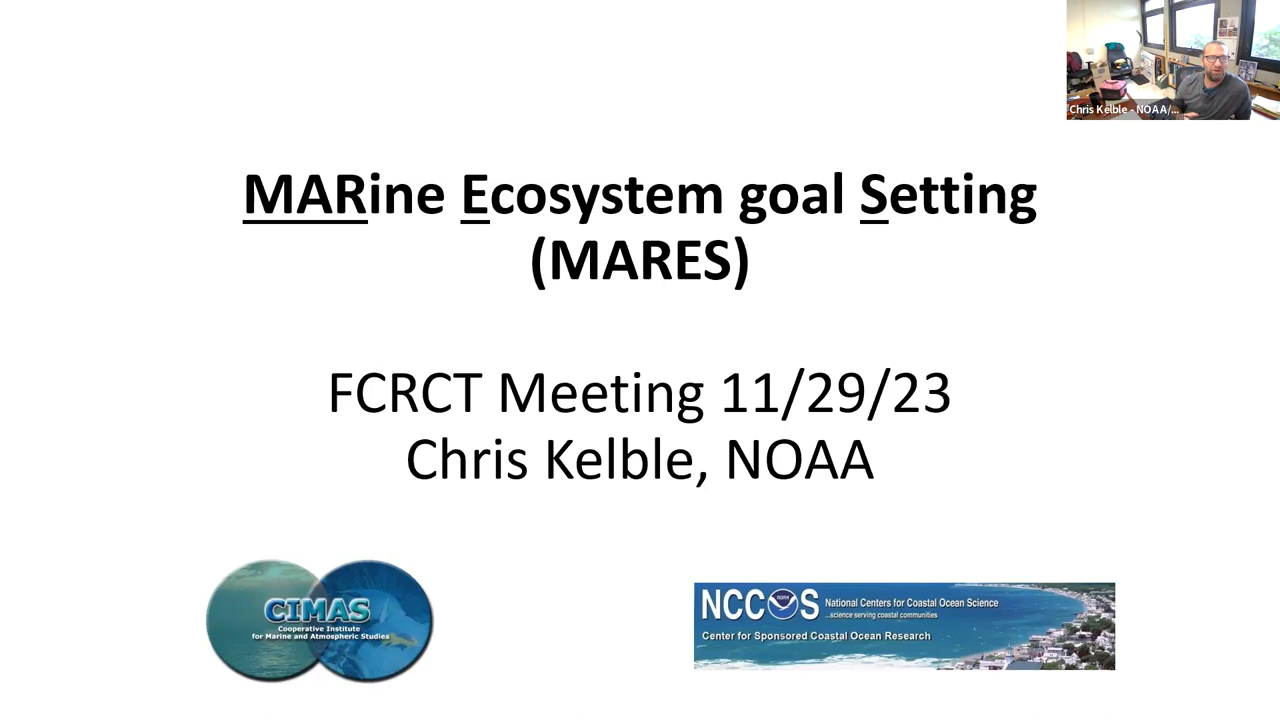 Chris Kelble - NOAA/...
MARine Ecosystem goal Setting
(MARES)
FCRCT Meeting 11/29/23
Chris Kelble, NOAA
CIMAS
Cooperative Institute
for Marine and Atmospheric Studies
NCCOS National Centers for Coastal Ocean Science
...science serving coastal communities
Center for Sponsored Coastal Ocean Research